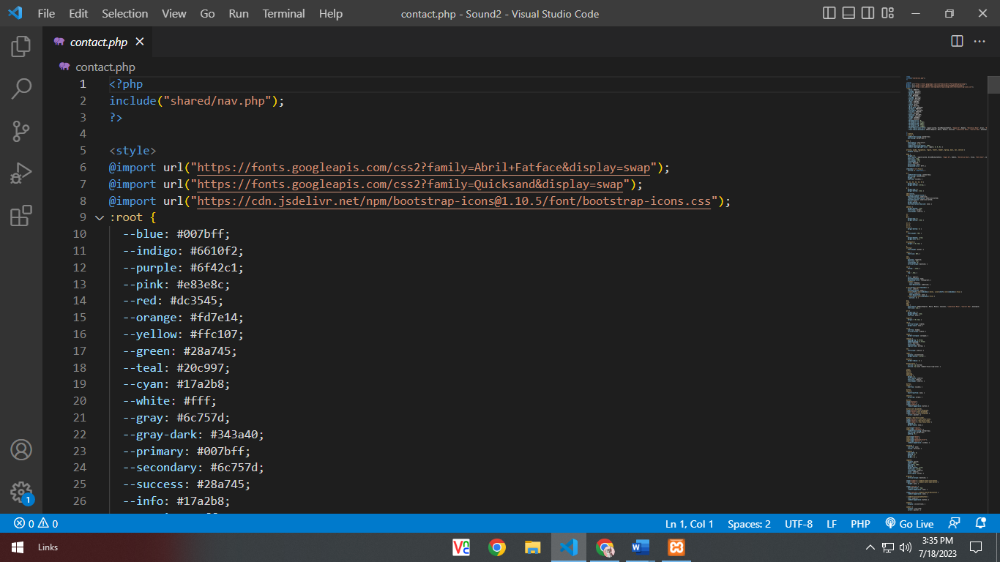 File Edit Selection View Go Run Terminal Help contact.php - Sound2 - Visual Studio Code
contact.php
contact.php
1 <?php
2 include("shared/nav.php");
3 ?>
4
5 <style>
6 @import url("https://fonts.googleapis.com/css2?family=Abril+Fatface&display=swap");
7 @import url("https://fonts.googleapis.com/css2?family=Quicksand&display=swap");
8 @import url("https://cdn.jsdelivr.net/npm/bootstrap-icons@1.10.5/font/bootstrap-icons.css");
9 :root {
10 --blue: #007bff;
11 --indigo: #6610f2;
12 --purple: #6f42c1;
13 --pink: #e83e8c;
14 --red: #dc3545;
15 --orange: #fd7e14;
16 --yellow: #ffc107;
17 --green: #28a745;
18 --teal: #20c997;
19 --cyan: #17a2b8;
20 --white: #fff;
21 --gray: #6c757d;
22 --gray-dark: #343a40;
23 --primary: #007bff;
24 --secondary: #6c757d;
25 --success: #28a745;
26 --info: #17a2b8;
1
0 0 Ln 1, Col 1 Spaces: 2 UTF-8 LF PHP Go Live
Links
3:35 PM
7/18/2023